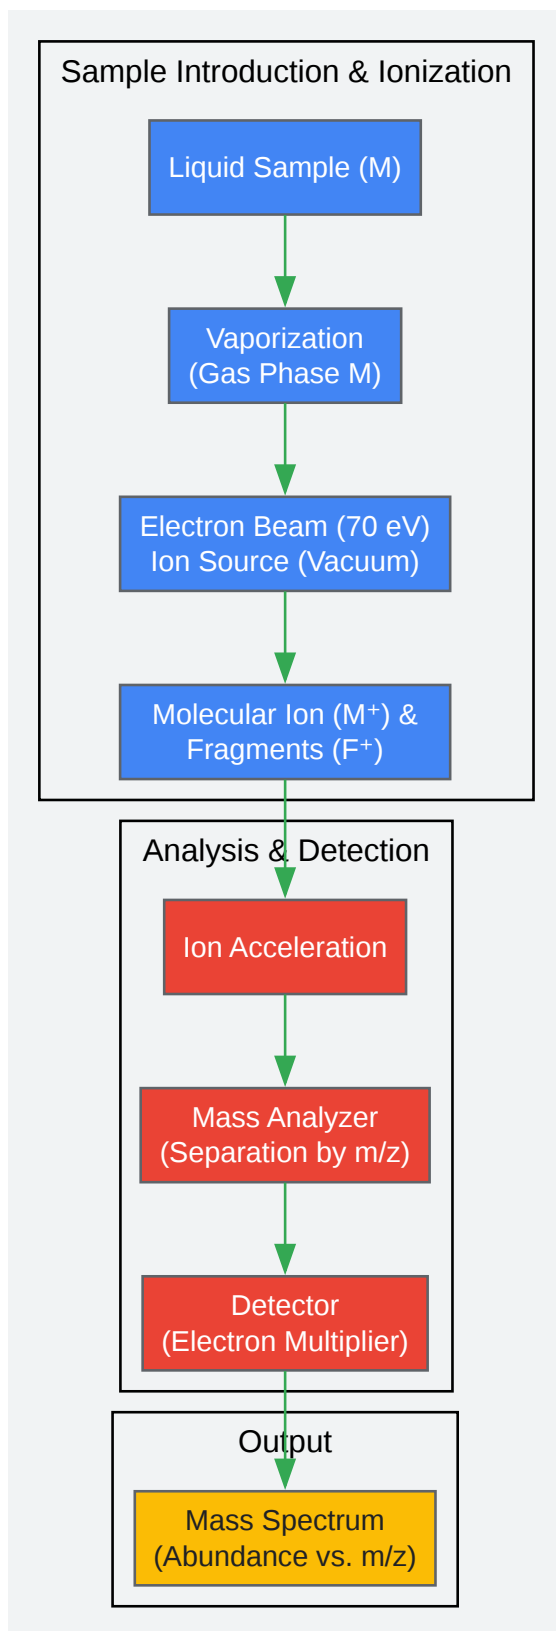 Sample Introduction & Ionization
Liquid Sample (M)
Vaporization
(Gas Phase M)
Electron Beam (70 eV)
Ion Source (Vacuum)
Molecular Ion (M⁺) &
Fragments (F⁺)
Analysis & Detection
Ion Acceleration
Mass Analyzer
(Separation by m/z)
Detector
(Electron Multiplier)
Output
Mass Spectrum
(Abundance vs. m/z)